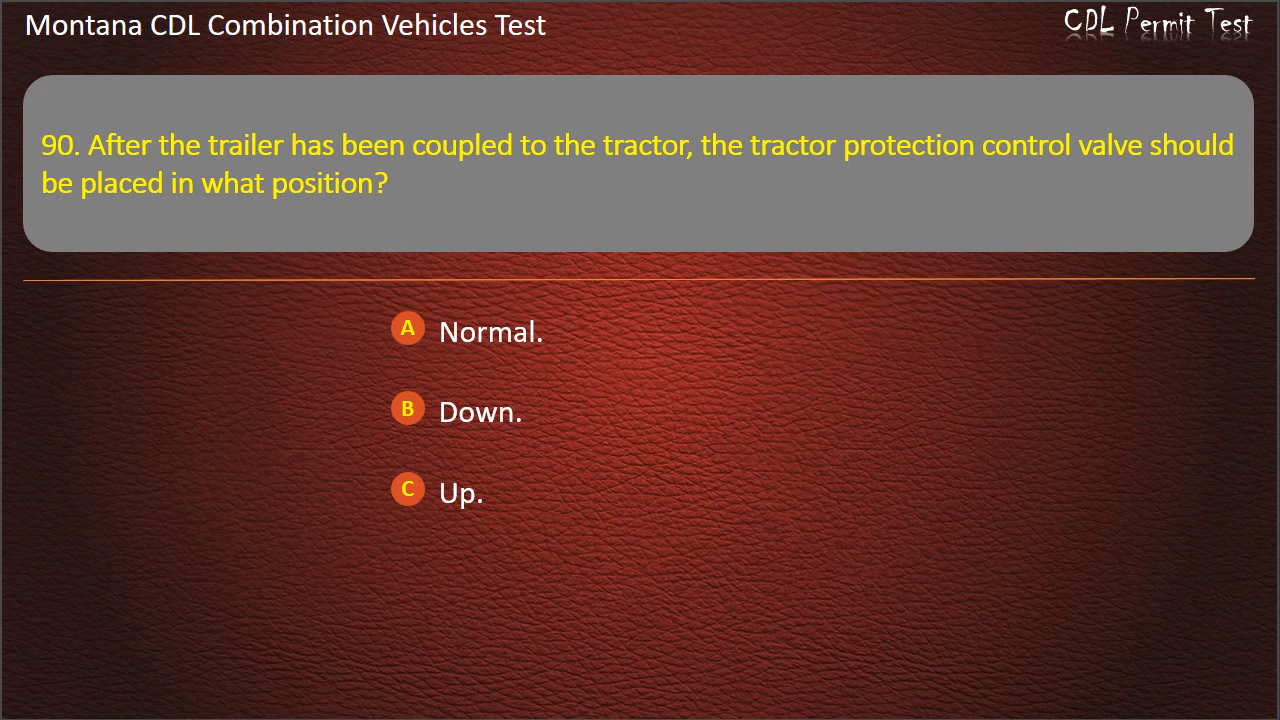 Montana CDL Combination Vehicles Test
CDL Permit Test
90. After the trailer has been coupled to the tractor, the tractor protection control valve should
be placed in what position?
A Normal.
B Down.
C Up.